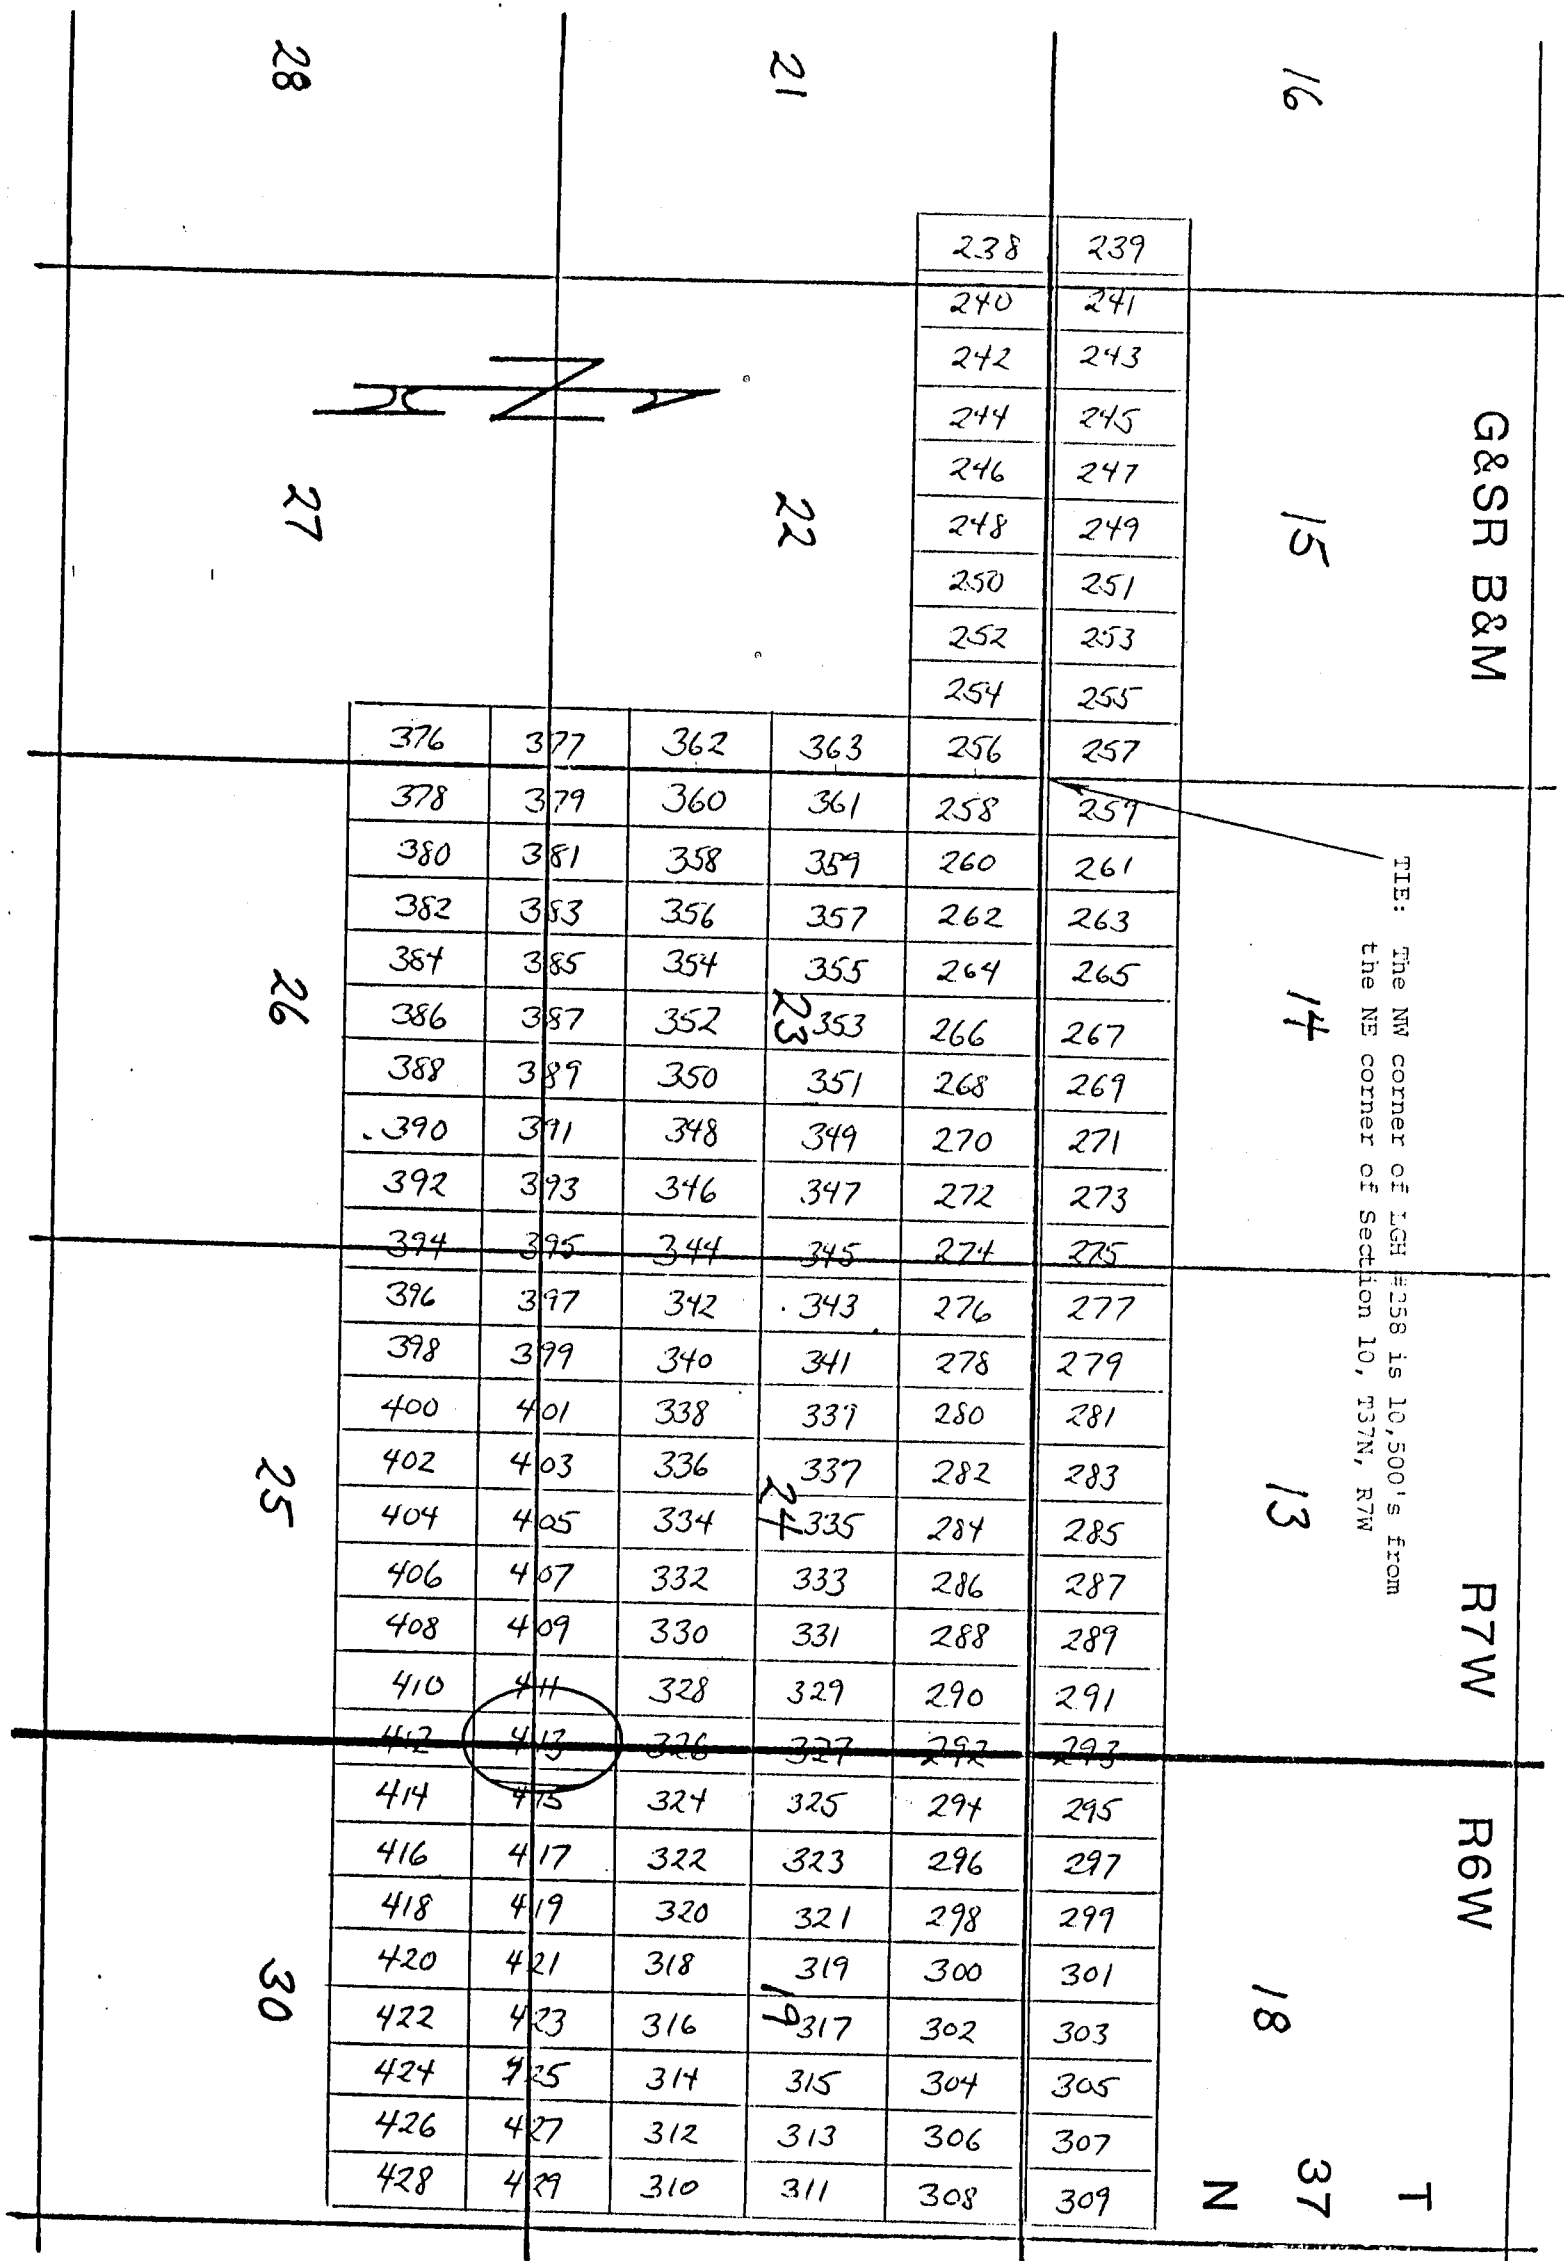 G&SR B&M
R7W
R6W
T
37
N
TIE: The NW corner of LGH #258 is 10,500's from
the NE corner of Section 10, T37N, R7W
16
15
14
13
18
21
22
23
24
19
28
27
26
25
30
N
238 239
240 241
242 243
244 245
246 247
248 249
250 251
252 253
254 255
376 377 362 363 256 257
378 379 360 361 258 259
380 381 358 359 260 261
382 383 356 357 262 263
384 385 354 355 264 265
386 387 352 353 266 267
388 389 350 351 268 269
390 391 348 349 270 271
392 393 346 347 272 273
394 395 344 345 274 275
396 397 342 343 276 277
398 399 340 341 278 279
400 401 338 339 280 281
402 403 336 337 282 283
404 405 334 335 284 285
406 407 332 333 286 287
408 409 330 331 288 289
410 411 328 329 290 291
412 413 326 327 292 293
414 415 324 325 294 295
416 417 322 323 296 297
418 419 320 321 298 299
420 421 318 319 300 301
422 423 316 317 302 303
424 425 314 315 304 305
426 427 312 313 306 307
428 429 310 311 308 309